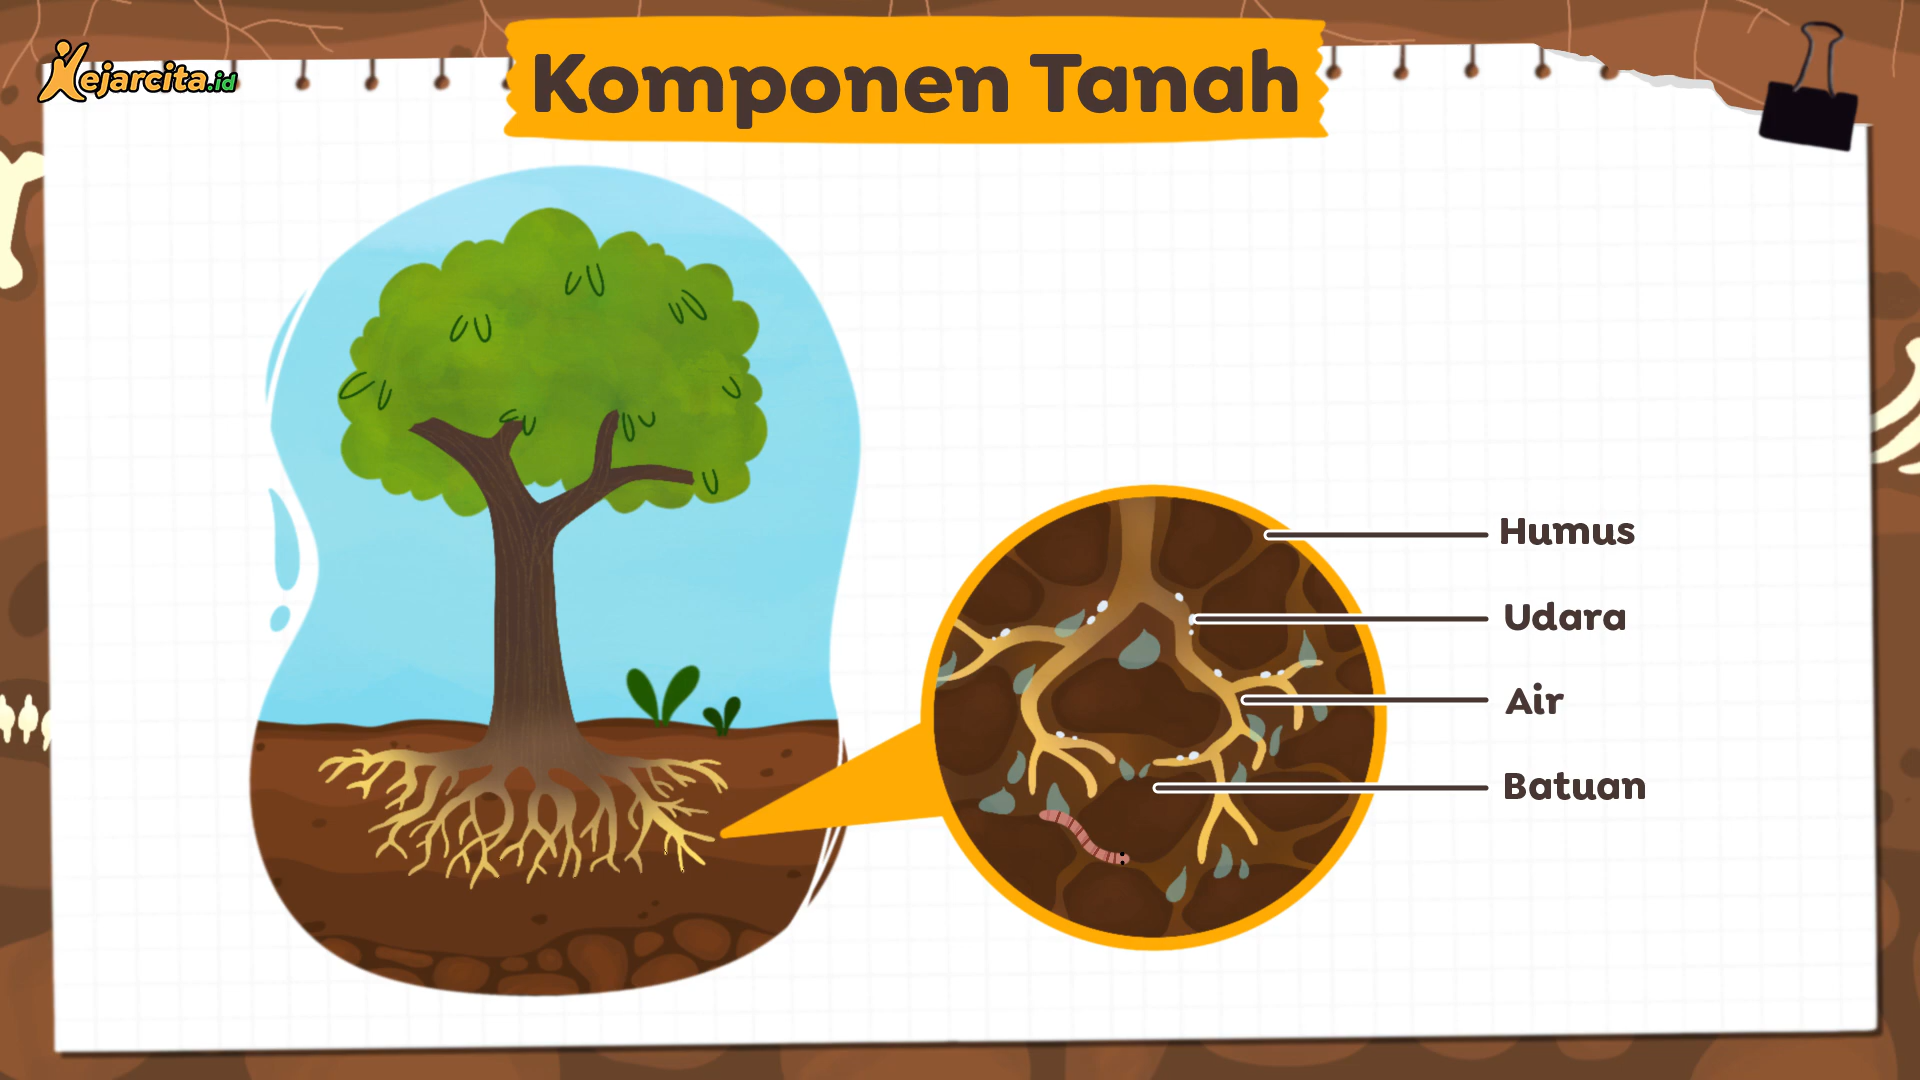 Kejarcita.id
Komponen Tanah
Humus
Udara
Air
Batuan